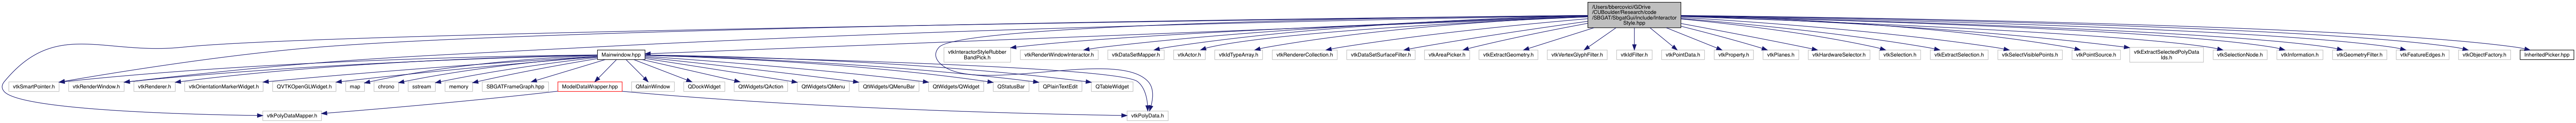 /Users/bbercovici/GDrive
/CUBoulder/Research/code
/SBGAT/SbgatGui/include/Interactor
Style.hpp
Mainwindow.hpp
vtkInteractorStyleRubber
BandPick.h
vtkRenderWindowInteractor.h
vtkDataSetMapper.h
vtkActor.h
vtkIdTypeArray.h
vtkRendererCollection.h
vtkDataSetSurfaceFilter.h
vtkAreaPicker.h
vtkExtractGeometry.h
vtkVertexGlyphFilter.h
vtkIdFilter.h
vtkPointData.h
vtkProperty.h
vtkPlanes.h
vtkHardwareSelector.h
vtkSelection.h
vtkExtractSelection.h
vtkSelectVisiblePoints.h
vtkPointSource.h
vtkExtractSelectedPolyData
Ids.h
vtkSelectionNode.h
vtkInformation.h
vtkGeometryFilter.h
vtkFeatureEdges.h
vtkObjectFactory.h
InheritedPicker.hpp
vtkSmartPointer.h
vtkRenderWindow.h
vtkRenderer.h
vtkOrientationMarkerWidget.h
QVTKOpenGLWidget.h
map
chrono
sstream
memory
SBGATFrameGraph.hpp
ModelDataWrapper.hpp
QMainWindow
QDockWidget
QtWidgets/QAction
QtWidgets/QMenu
QtWidgets/QMenuBar
QtWidgets/QWidget
QStatusBar
QPlainTextEdit
QTableWidget
vtkPolyDataMapper.h
vtkPolyData.h